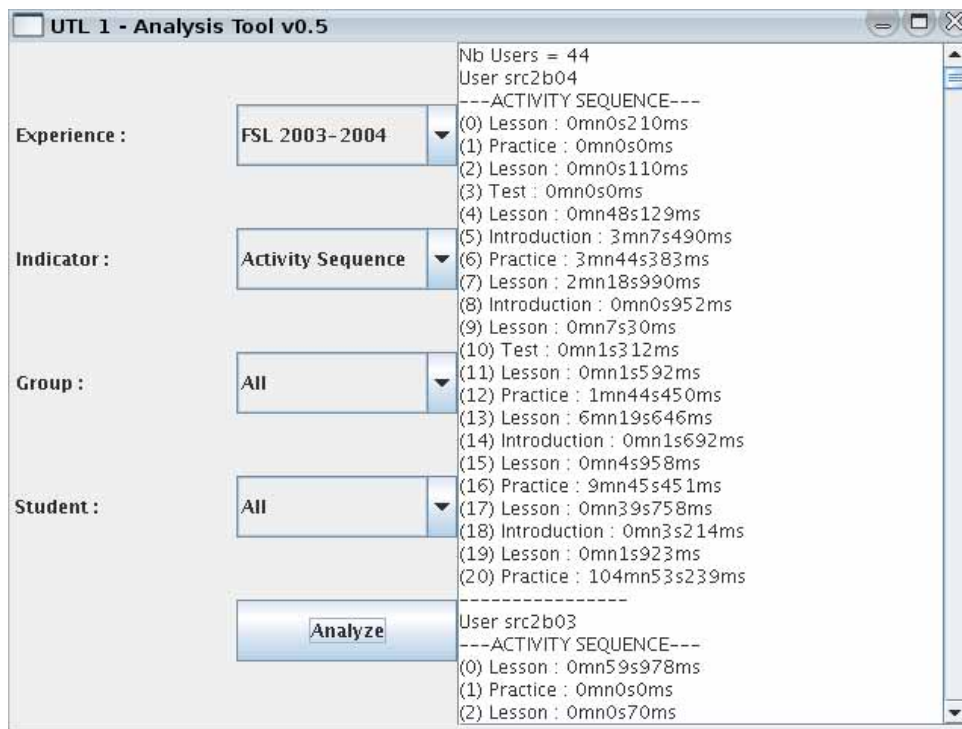 UTL 1 - Analysis Tool v0.5
Experience :
FSL 2003-2004
Indicator :
Activity Sequence
Group :
All
Student :
All
Analyze
Nb Users = 44
User src2b04
---ACTIVITY SEQUENCE---
(0) Lesson : 0mn0s210ms
(1) Practice : 0mn0s0ms
(2) Lesson : 0mn0s110ms
(3) Test : 0mn0s0ms
(4) Lesson : 0mn48s129ms
(5) Introduction : 3mn7s490ms
(6) Practice : 3mn44s383ms
(7) Lesson : 2mn18s990ms
(8) Introduction : 0mn0s952ms
(9) Lesson : 0mn7s30ms
(10) Test : 0mn1s312ms
(11) Lesson : 0mn1s592ms
(12) Practice : 1mn44s450ms
(13) Lesson : 6mn19s646ms
(14) Introduction : 0mn1s692ms
(15) Lesson : 0mn4s958ms
(16) Practice : 9mn45s451ms
(17) Lesson : 0mn39s758ms
(18) Introduction : 0mn3s214ms
(19) Lesson : 0mn1s923ms
(20) Practice : 104mn53s239ms
----------------
User src2b03
---ACTIVITY SEQUENCE---
(0) Lesson : 0mn59s978ms
(1) Practice : 0mn0s0ms
(2) Lesson : 0mn0s70ms